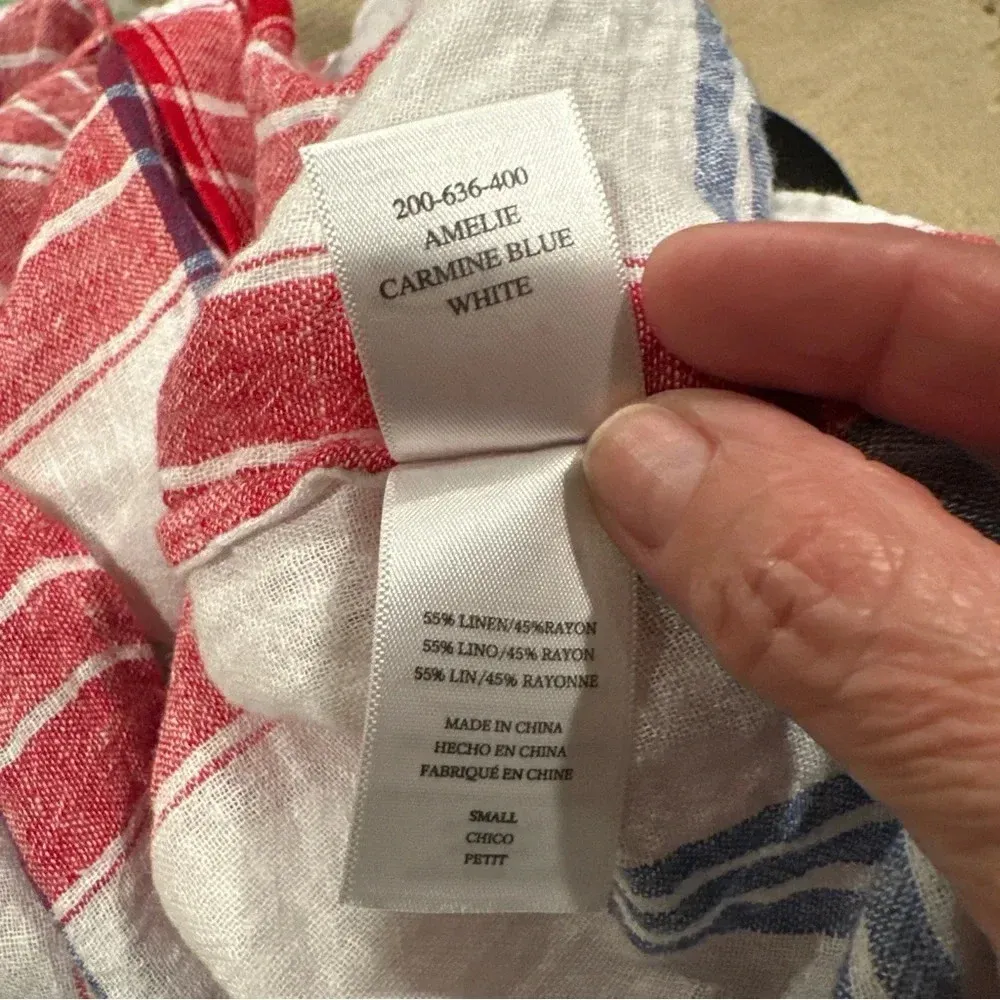 200-636-400
AMELIE
CARMINE BLUE
WHITE
55% LINEN/45%RAYON
55% LINO/45% RAYON
55% LIN/45% RAYONNE
MADE IN CHINA
HECHO EN CHINA
FABRIQUÉ EN CHINE
SMALL
CHICO
PETIT